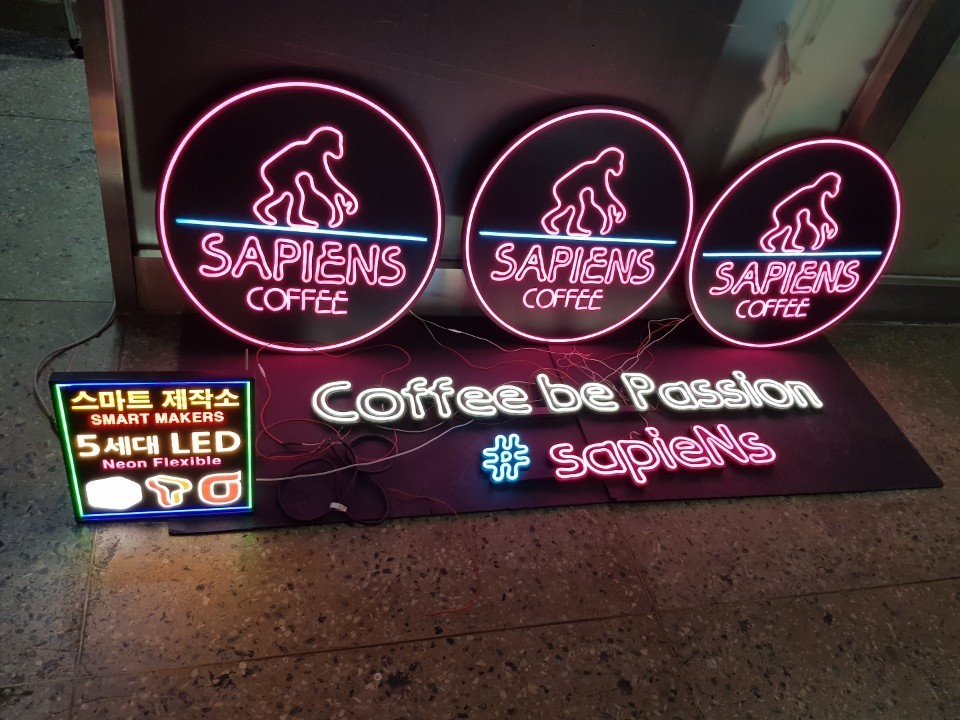 SAPIENS
COFFEE
SAPIENS
COFFEE
SAPIENS
COFFEE
Coffee be Passion
# sapieNs
스마트 제작소
SMART MAKERS
5세대 LED
Neon Flexible